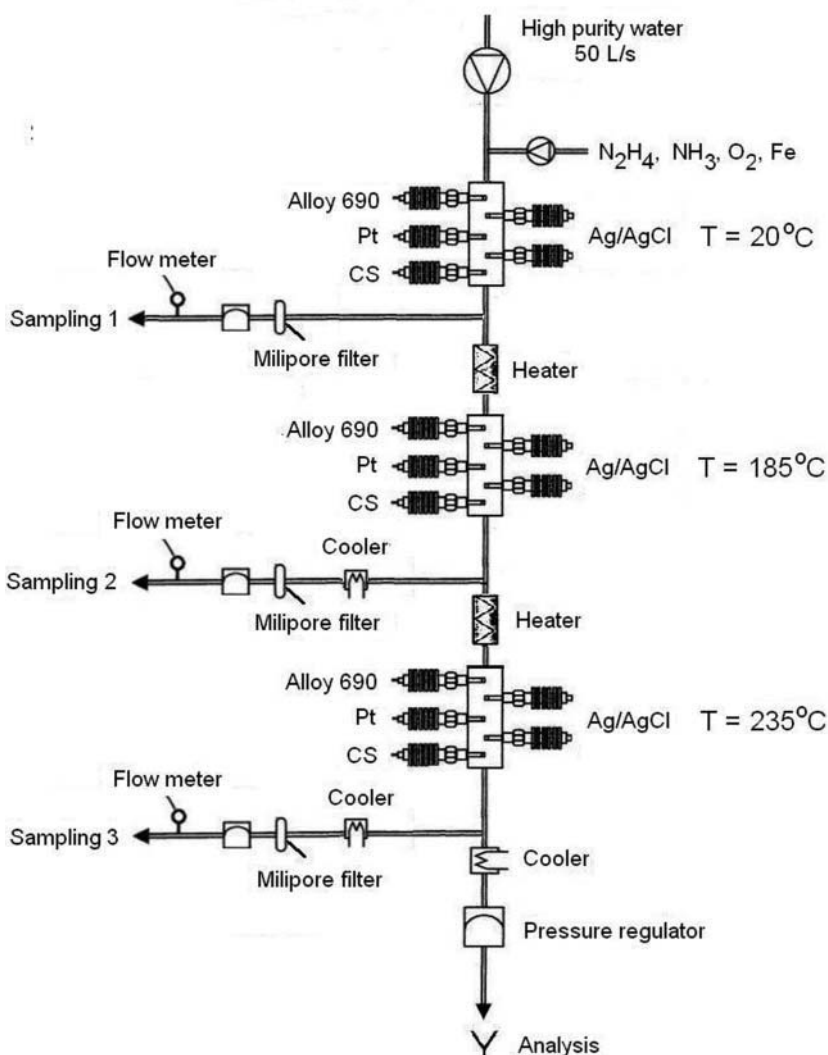 High purity water
50 L/s
N₂H₄, NH₃, O₂, Fe
Alloy 690
Pt
CS
Ag/AgCl T = 20°C
Flow meter
Sampling 1
Milipore filter
Heater
Alloy 690
Pt
CS
Ag/AgCl T = 185°C
Flow meter
Cooler
Sampling 2
Milipore filter
Heater
Alloy 690
Pt
CS
Ag/AgCl T = 235°C
Flow meter
Cooler
Sampling 3
Milipore filter
Cooler
Pressure regulator
Analysis